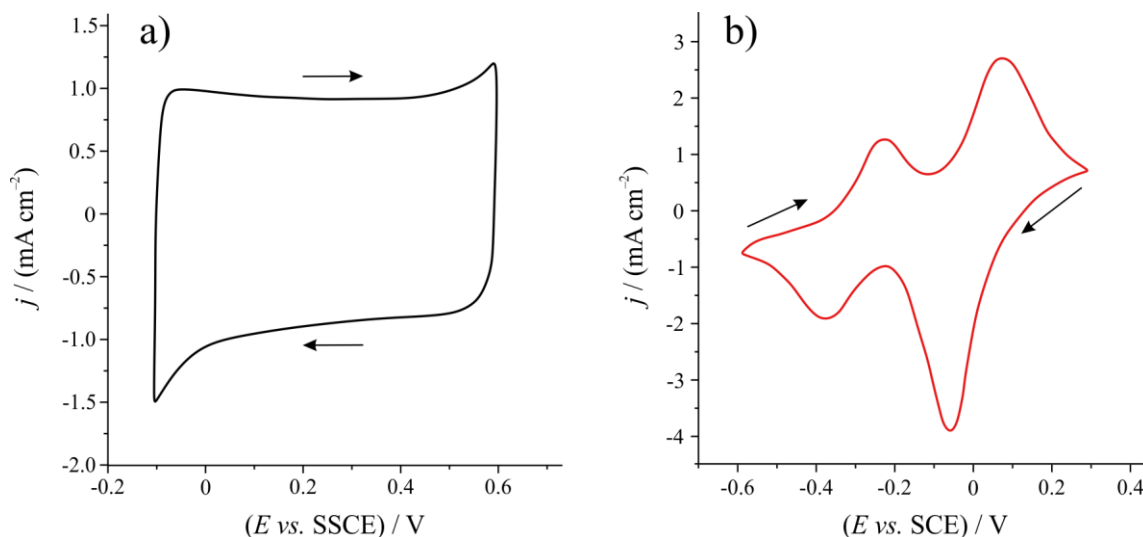 a)
1.5
1.0
0.5
0
-0.5
-1.0
-1.5
-2.0
-0.2 0 0.2 0.4 0.6
j / (mA cm⁻²)
(E vs. SSCE) / V
b)
3
2
1
0
-1
-2
-3
-4
-0.6 -0.4 -0.2 0 0.2 0.4
j / (mA cm⁻²)
(E vs. SCE) / V